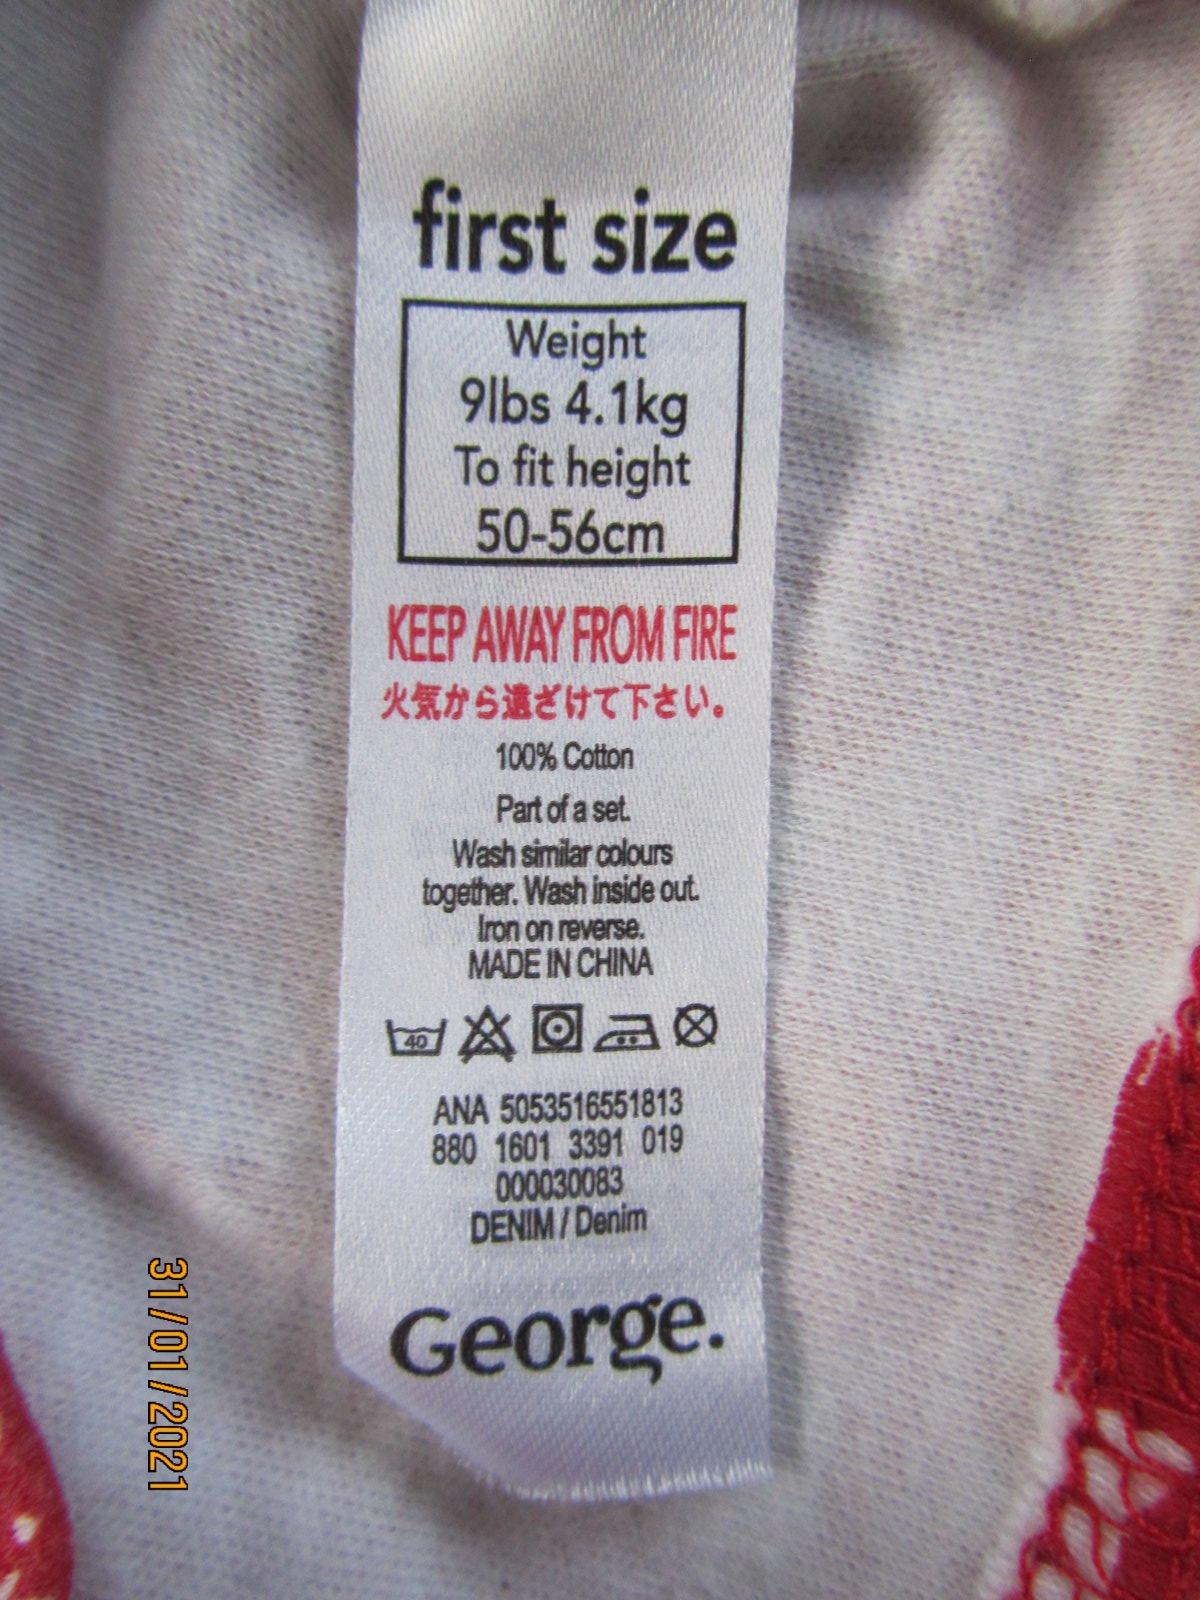 first size
Weight
9lbs 4.1kg
To fit height
50-56cm
KEEP AWAY FROM FIRE
火気から遠ざけて下さい。
100% Cotton
Part of a set.
Wash similar colours
together. Wash inside out.
Iron on reverse.
MADE IN CHINA
40
ANA 5053516551813
880 1601 3391 019
000030083
DENIM / Denim
George.
31/01/2021